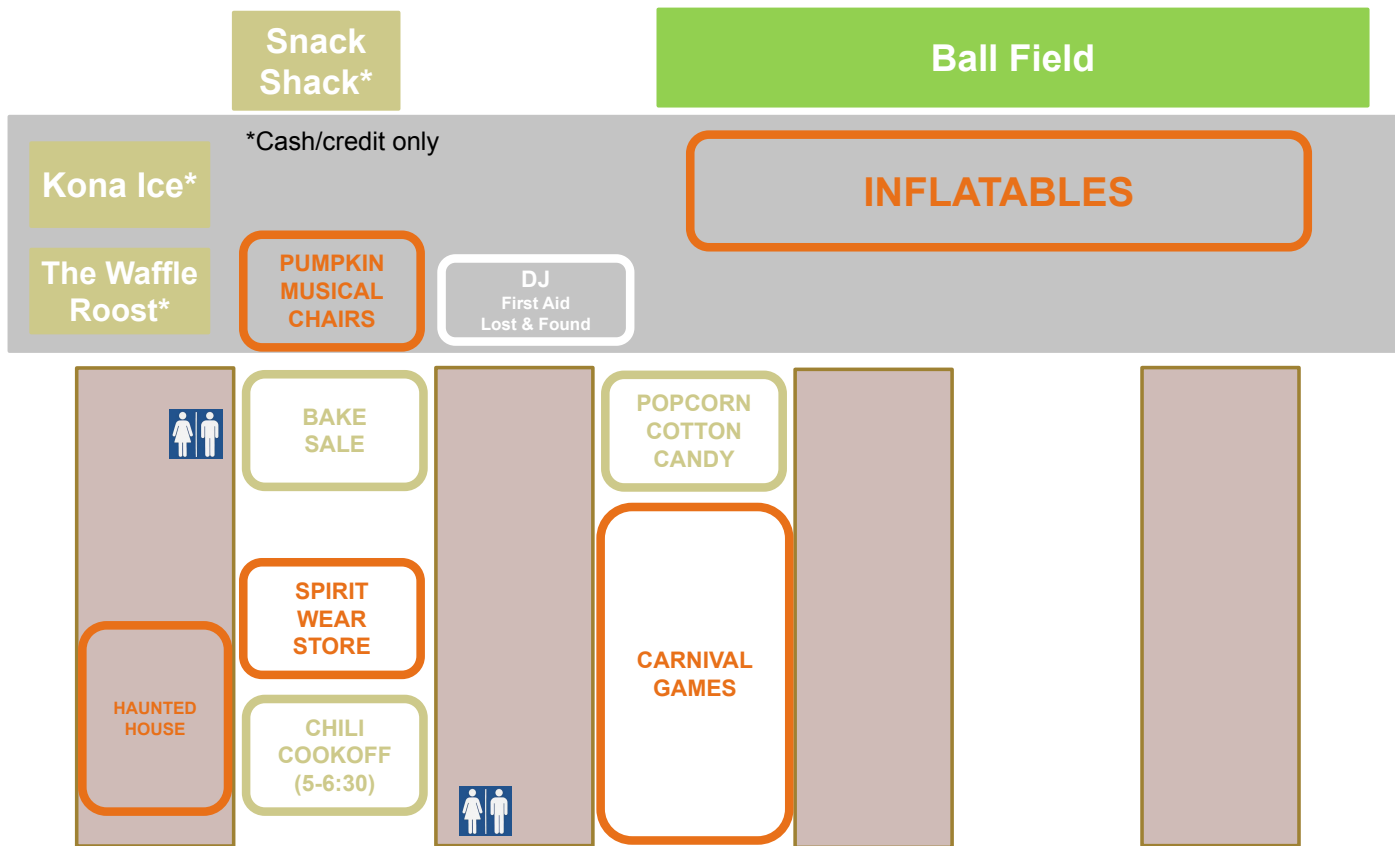 Snack
Shack*
Ball Field
*Cash/credit only
Kona Ice*
INFLATABLES
The Waffle
Roost*
PUMPKIN
MUSICAL
CHAIRS
DJ
First Aid
Lost & Found
BAKE
SALE
POPCORN
COTTON
CANDY
SPIRIT
WEAR
STORE
CARNIVAL
GAMES
HAUNTED
HOUSE
CHILI
COOKOFF
(5-6:30)